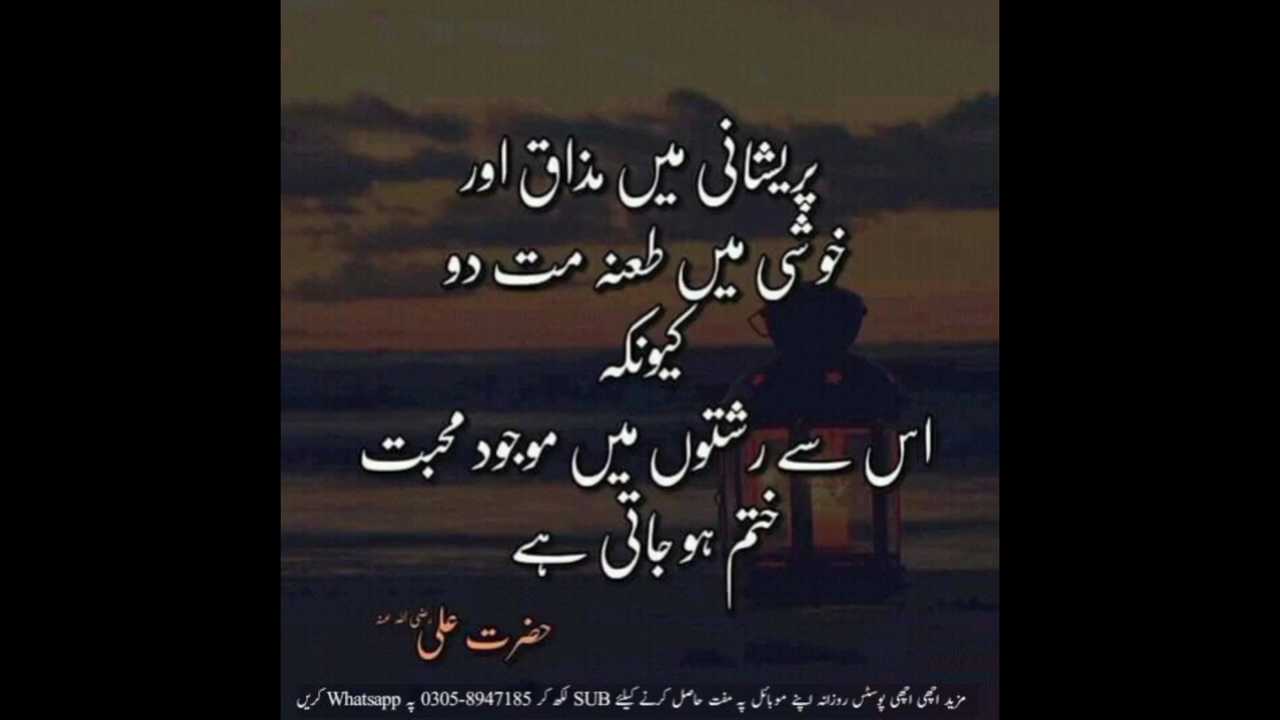 پریشانی میں مذاق اور
خوشی میں طعنہ مت دو
کیونکہ
اس سے رشتوں میں موجود محبت
ختم ہو جاتی ہے
حضرت علی رضی اللہ عنہ
مزید اچھی اچھی پوسٹس روزانہ اپنے موبائل پہ مفت حاصل کرنے کیلئے SUB لکھ کر 0305-8947185 پہ Whatsapp کریں